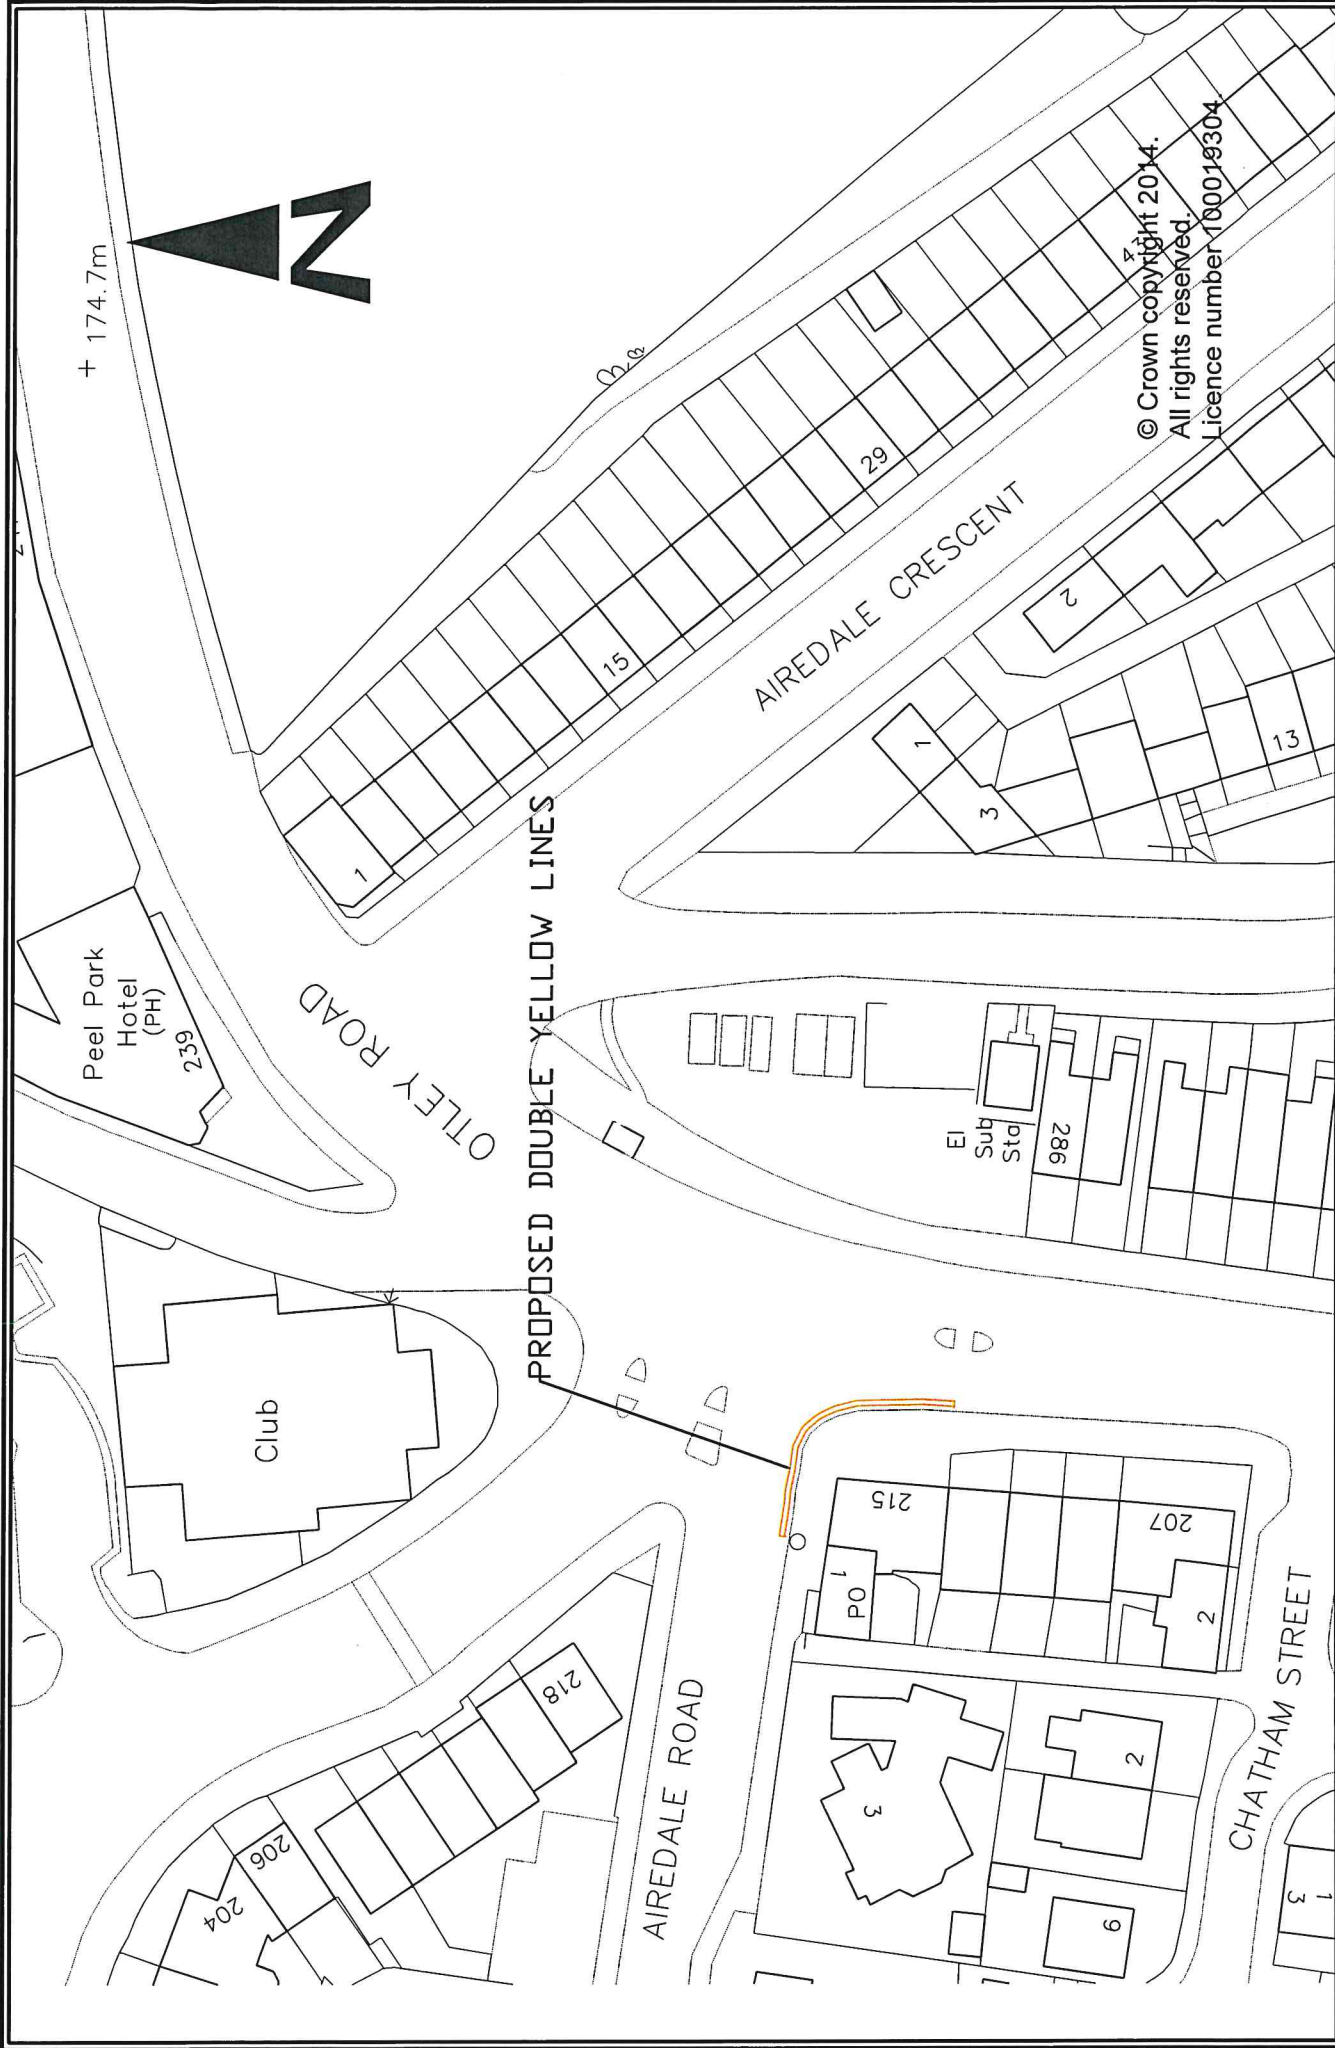 + 174.7m
N
Peel Park
Hotel
(PH)
239
OTLEY ROAD
1
15
29
43
AIREDALE CRESCENT
© Crown copyright 2014.
All rights reserved.
Licence number 100019304.
PROPOSED DOUBLE YELLOW LINES
2
1
3
13
El
Sub
Sta
286
Club
218
206
204
AIREDALE ROAD
215
207
1
PO
2
3
2
9
CHATHAM STREET
3
1